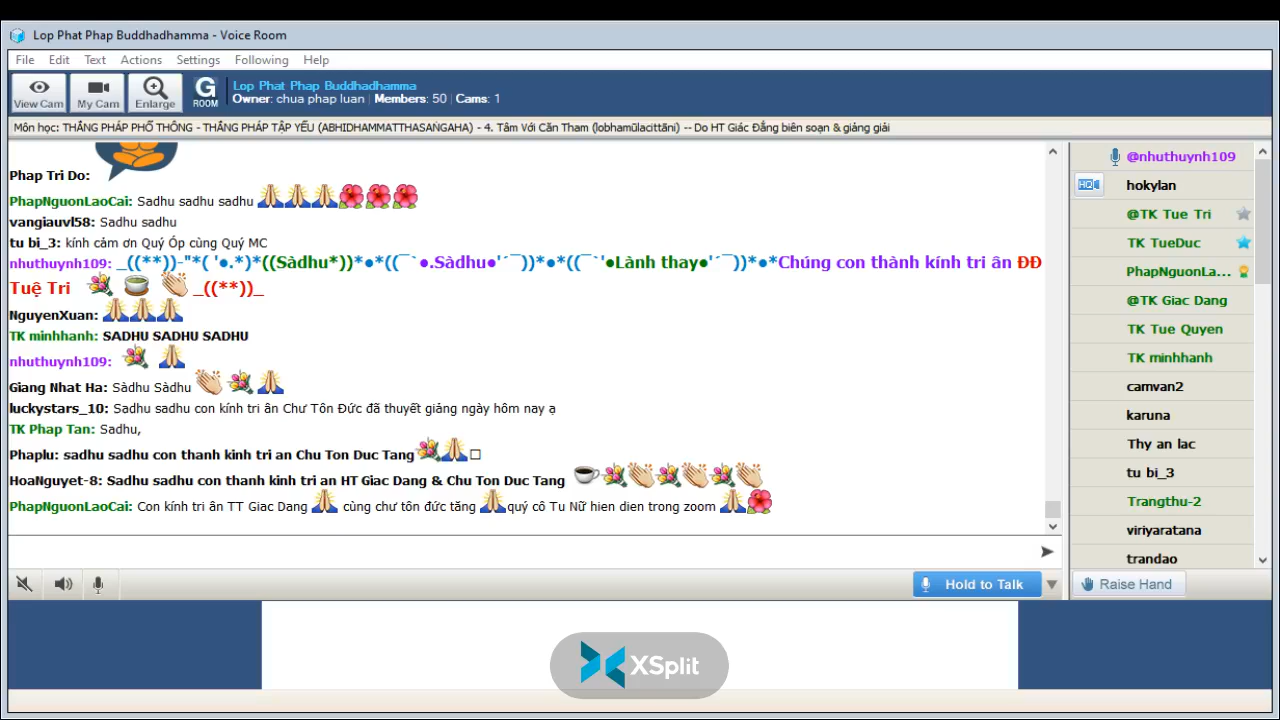 Lop Phat Phap Buddhadhamma - Voice Room
File Edit Text Actions Settings Following Help
View Cam My Cam Enlarge G ROOM Lop Phat Phap Buddhadhamma
Owner: chua phap luan | Members: 50 | Cams: 1
Môn học: THẮNG PHÁP PHỔ THÔNG - THẮNG PHÁP TẬP YẾU (ABHIDHAMMATTHASAṄGAHA) - 4. Tâm Với Căn Tham (lobhamūlacittāni) -- Do HT Giác Đẳng biên soạn & giảng giải
Phap Tri Do:
PhapNguonLaoCai: Sadhu sadhu sadhu 🙏🙏🙏🌺🌺🌺
vangiauvl58: Sadhu sadhu
tu bi_3: kính cảm ơn Quý Óp cùng Quý MC
nhuthuynh109: _((**))-"*( '●.*)*((Sàdhu*))*●*((¯`●.Sàdhu●'´¯))*●*((¯`'●Lành thay●'´¯))*●*Chúng con thành kính tri ân ĐĐ
Tuệ Tri 💐 🍵 👏 _((**))_
NguyenXuan: 🙏🙏🙏
TK minhhanh: SADHU SADHU SADHU
nhuthuynh109: 💐 🙏
Giang Nhat Ha: Sàdhu Sàdhu 👏 💐 🙏
luckystars_10: Sadhu sadhu con kính tri ân Chư Tôn Đức đã thuyết giảng ngày hôm nay ạ
TK Phap Tan: Sadhu,
Phaplu: sadhu sadhu con thanh kinh tri an Chu Ton Duc Tang 💐🙏□
HoaNguyet-8: Sadhu sadhu con thanh kinh tri an HT Giac Dang & Chu Ton Duc Tang ☕💐👏💐👏💐👏
PhapNguonLaoCai: Con kính tri ân TT Giac Dang 🙏 cùng chư tôn đức tăng 🙏quý cô Tu Nữ hien dien trong zoom 🙏🌺
Hold to Talk
@nhuthuynh109
HQ hokylan
@TK Tue Tri
TK TueDuc
PhapNguonLa...
@TK Giac Dang
TK Tue Quyen
TK minhhanh
camvan2
karuna
Thy an lac
tu bi_3
Trangthu-2
viriyaratana
trandao
Raise Hand
XSplit